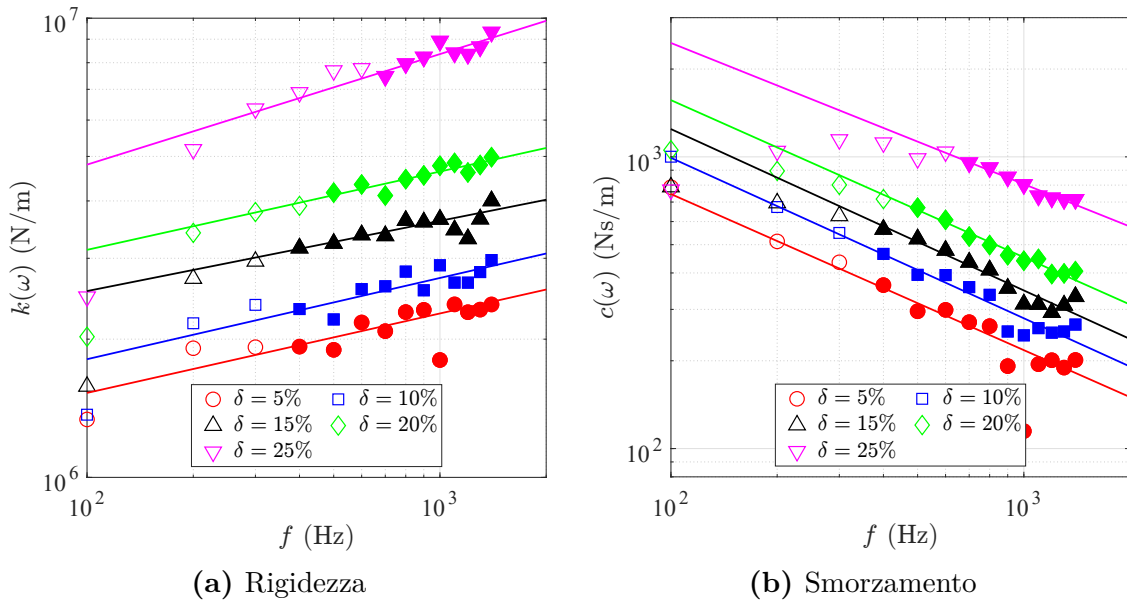 10^7
10^6
k(ω) (N/m)
10^2
10^3
f (Hz)
δ = 5%
δ = 10%
δ = 15%
δ = 20%
δ = 25%
(a) Rigidezza
10^3
10^2
c(ω) (Ns/m)
10^2
10^3
f (Hz)
δ = 5%
δ = 10%
δ = 15%
δ = 20%
δ = 25%
(b) Smorzamento